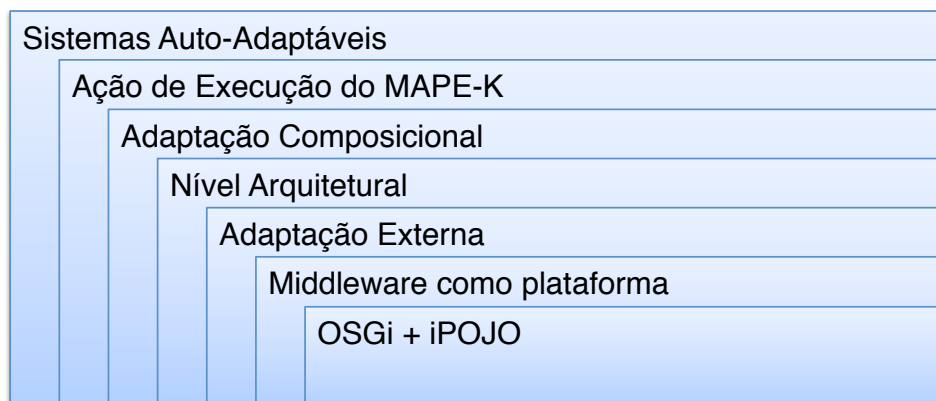 Sistemas Auto-Adaptáveis
Ação de Execução do MAPE-K
Adaptação Composicional
Nível Arquitetural
Adaptação Externa
Middleware como plataforma
OSGi + iPOJO